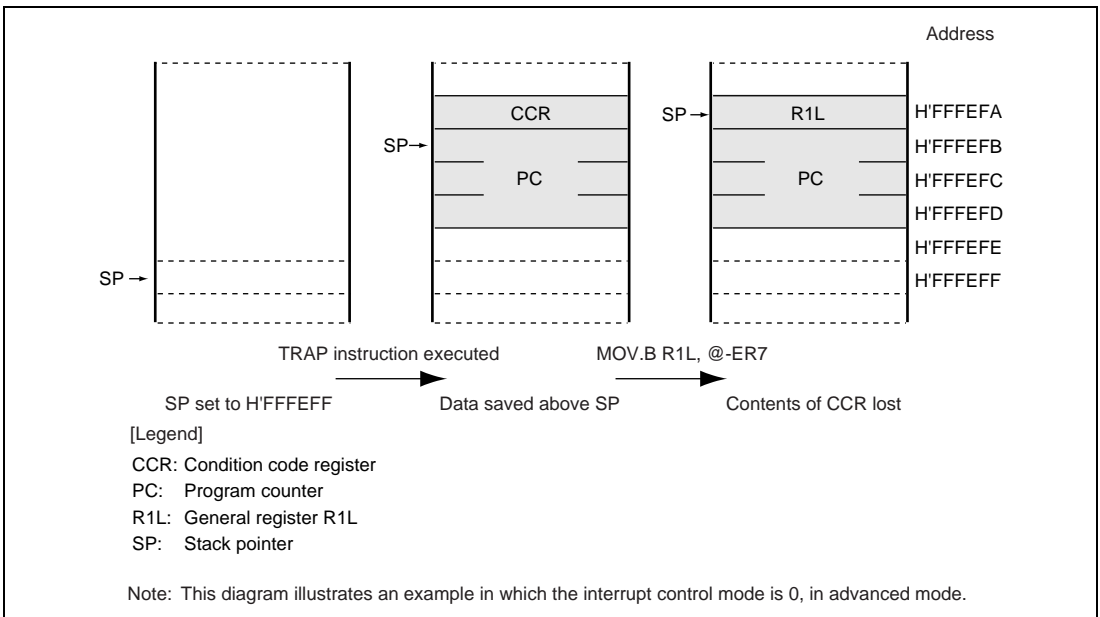 Address
CCR
SP
R1L
H'FFFEFA
SP
H'FFFEFB
PC
PC
H'FFFEFC
H'FFFEFD
H'FFFEFE
SP
H'FFFEFF
TRAP instruction executed
MOV.B R1L, @-ER7
SP set to H'FFFEFF
Data saved above SP
Contents of CCR lost
[Legend]
CCR: Condition code register
PC: Program counter
R1L: General register R1L
SP: Stack pointer
Note: This diagram illustrates an example in which the interrupt control mode is 0, in advanced mode.